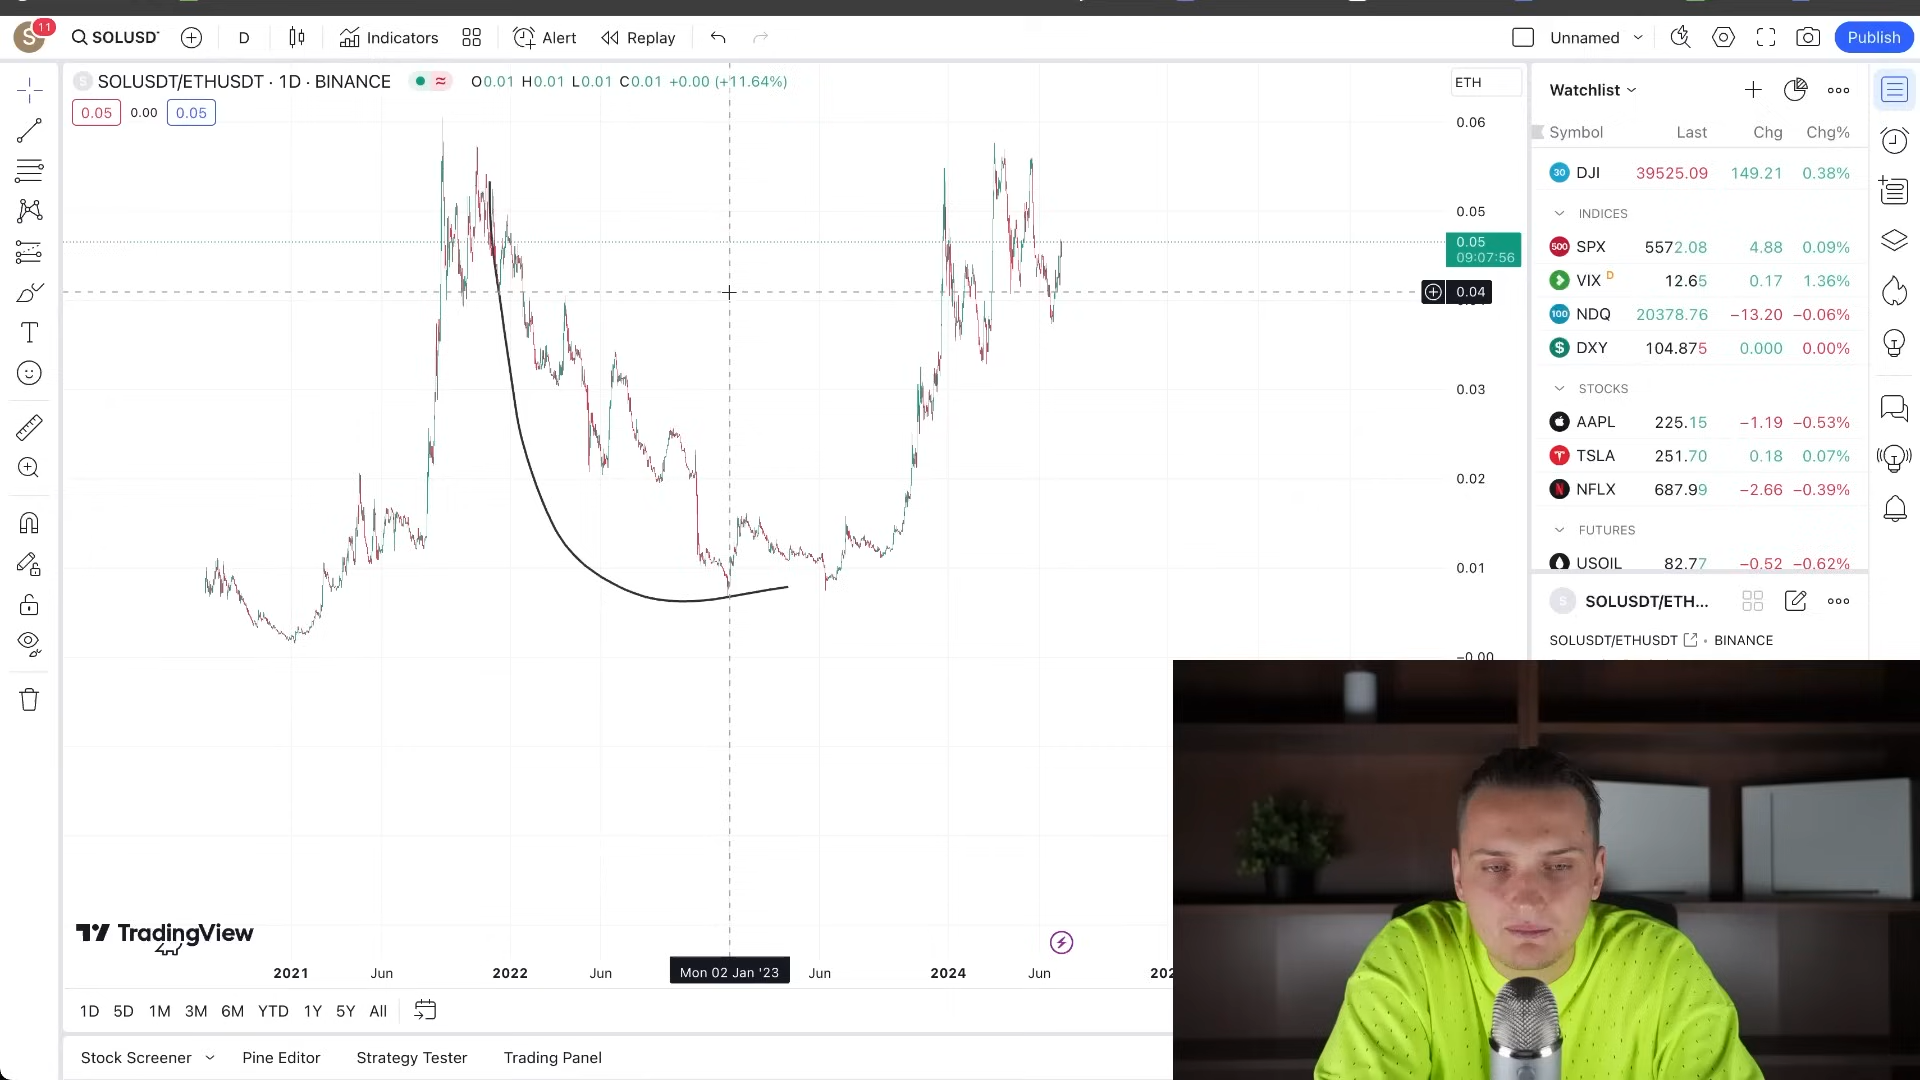 S 11 SOLUSD D Indicators Alert Replay Unnamed Publish
S SOLUSDT/ETHUSDT · 1D · BINANCE ≈ O0.01 H0.01 L0.01 C0.01 +0.00 (+11.64%) ETH
0.05 0.00 0.05
0.06
0.05
0.05
09:07:56
0.04
0.03
0.02
0.01
−0.00
Watchlist
Symbol Last Chg Chg%
30 DJI 39525.09 149.21 0.38%
INDICES
500 SPX 5572.08 4.88 0.09%
VIX D 12.65 0.17 1.36%
100 NDQ 20378.76 −13.20 −0.06%
$ DXY 104.875 0.000 0.00%
STOCKS
AAPL 225.15 −1.19 −0.53%
TSLA 251.70 0.18 0.07%
NFLX 687.99 −2.66 −0.39%
FUTURES
USOIL 82.77 −0.52 −0.62%
S SOLUSDT/ETH...
SOLUSDT/ETHUSDT • BINANCE
TradingView
2021 Jun 2022 Jun Mon 02 Jan '23 Jun 2024 Jun
1D 5D 1M 3M 6M YTD 1Y 5Y All
Stock Screener Pine Editor Strategy Tester Trading Panel